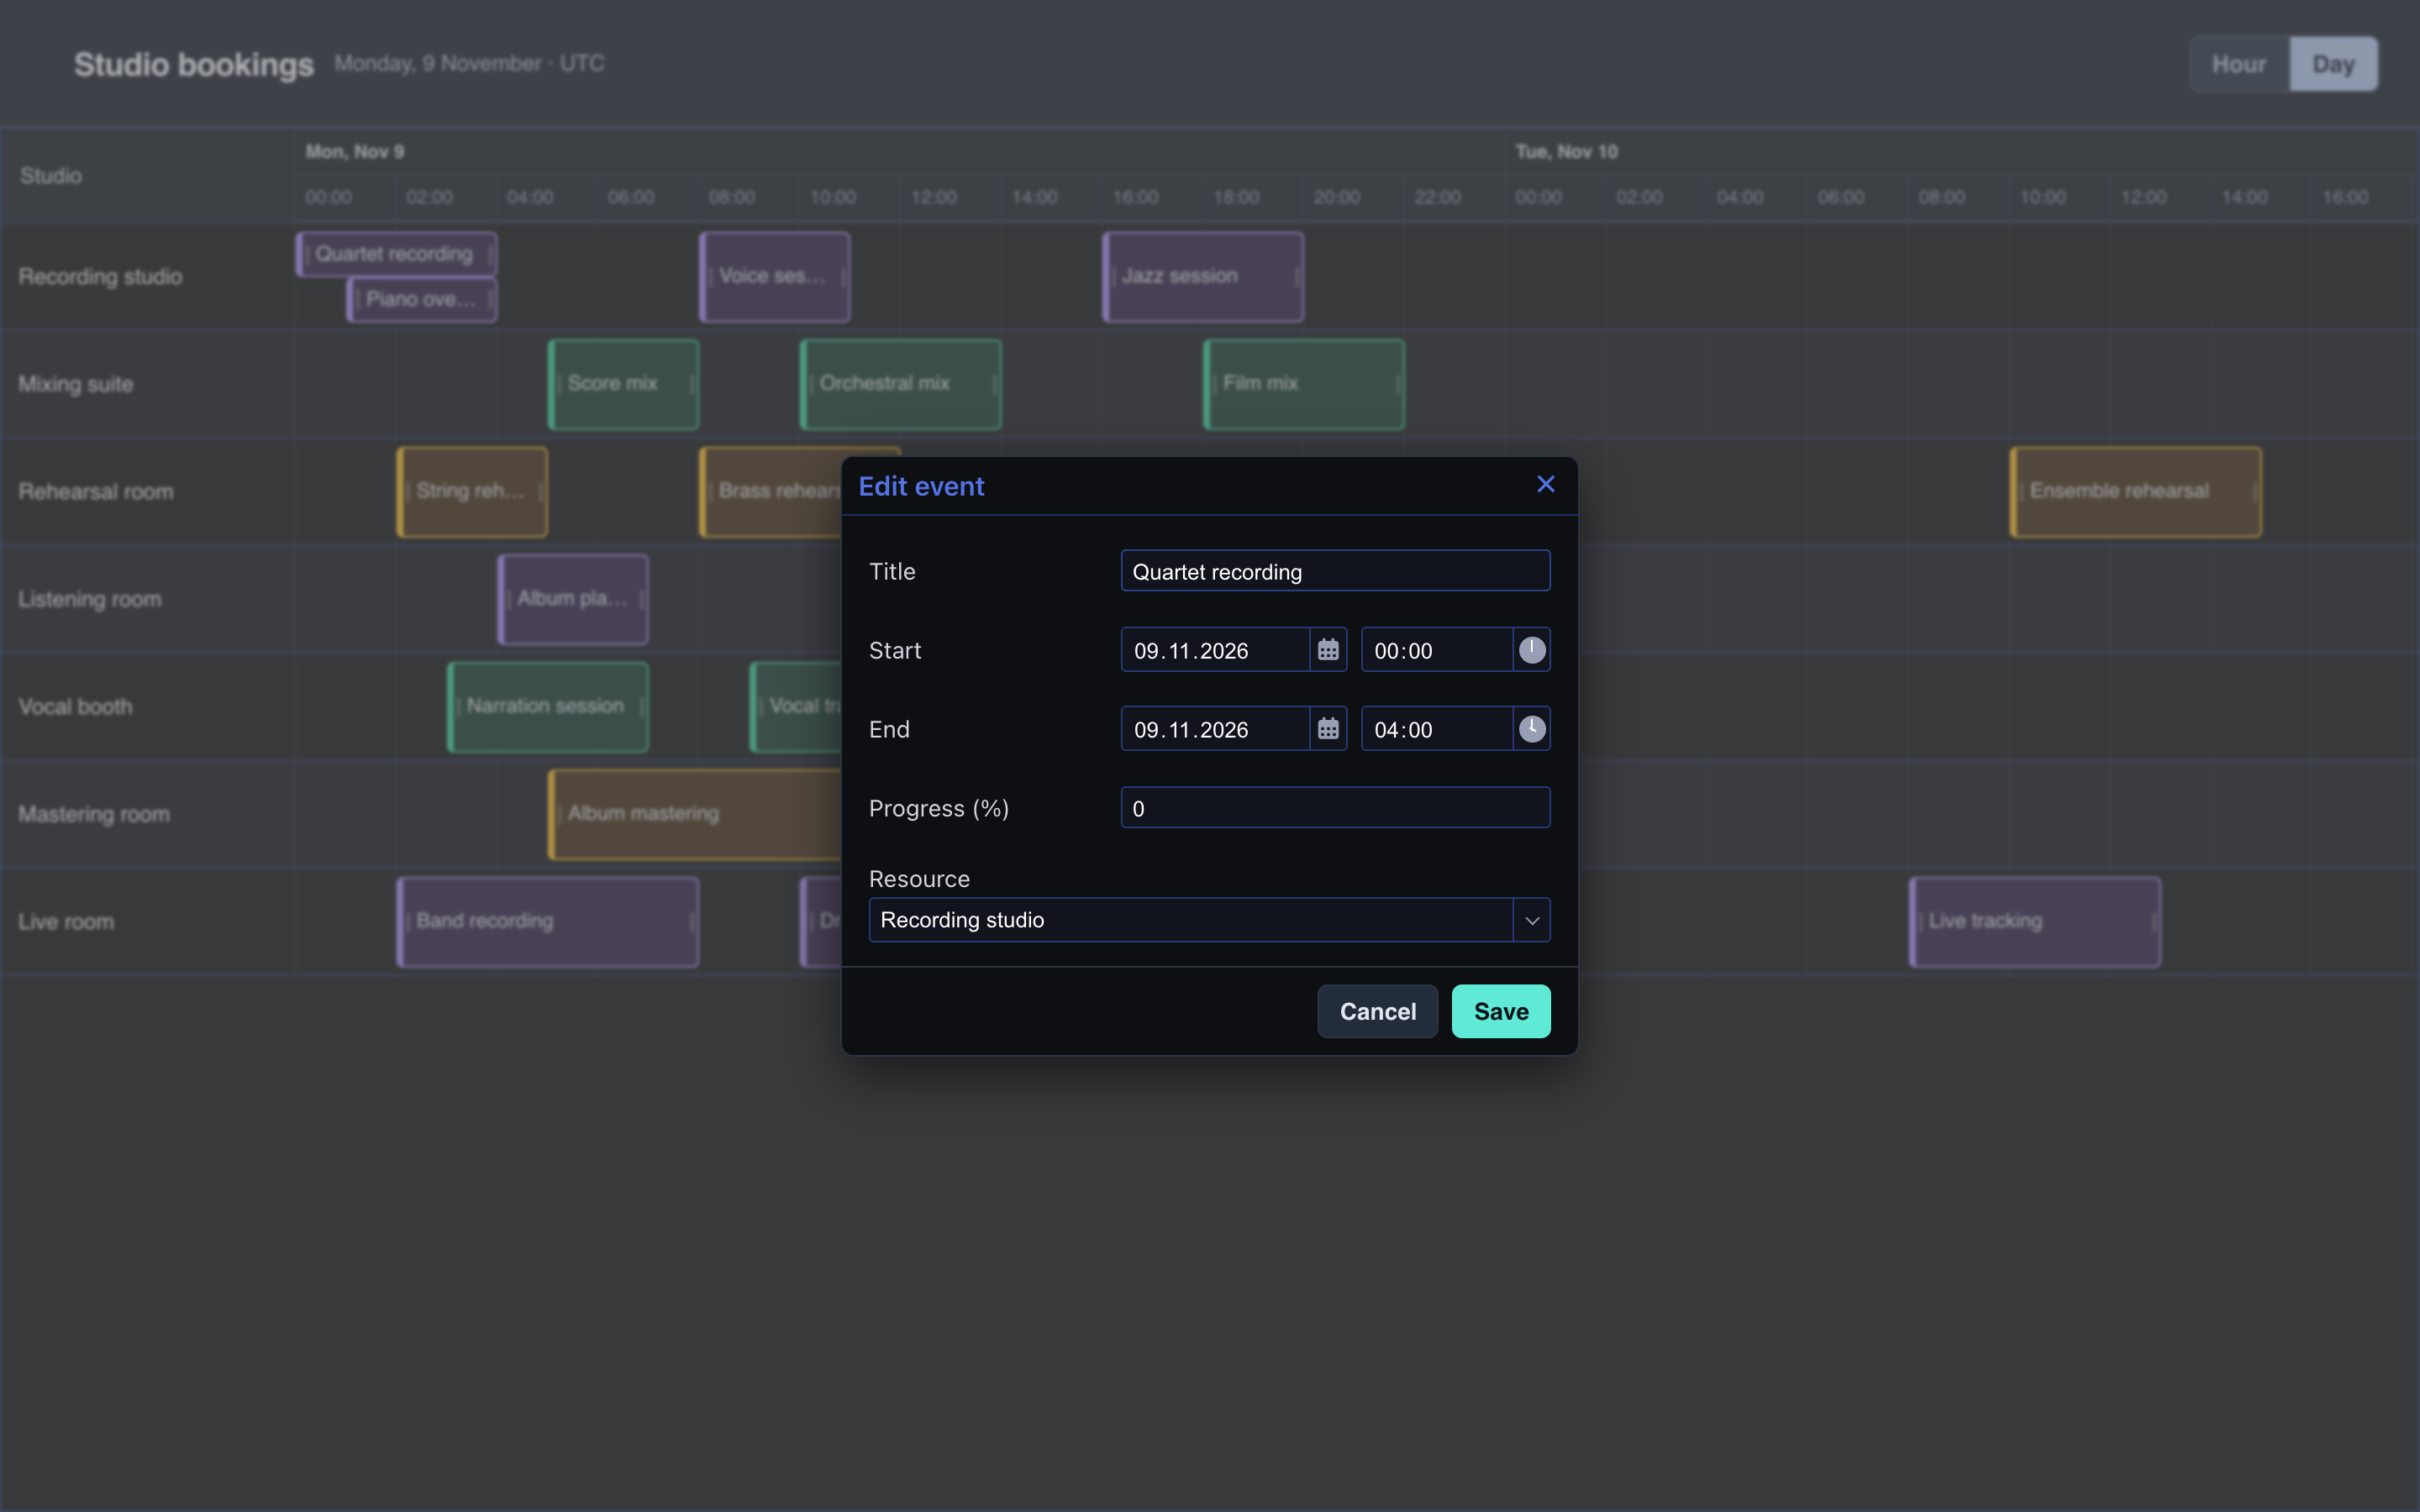 Studio bookings Monday, 9 November · UTC Hour Day
Studio Mon, Nov 9 Tue, Nov 10
00:00 02:00 04:00 06:00 08:00 10:00 12:00 14:00 16:00 18:00 20:00 22:00 00:00 02:00 04:00 06:00 08:00 10:00 12:00 14:00 16:00
Recording studio Quartet recording Voice ses… Jazz session
Piano ove…
Mixing suite Score mix Orchestral mix Film mix
Rehearsal room String reh… Brass rehears Ensemble rehearsal
Listening room Album pla…
Vocal booth Narration session Vocal tra
Mastering room Album mastering
Live room Band recording Dr Live tracking
Edit event
Title Quartet recording
Start 09.11.2026 00:00
End 09.11.2026 04:00
Progress (%) 0
Resource
Recording studio
Cancel Save